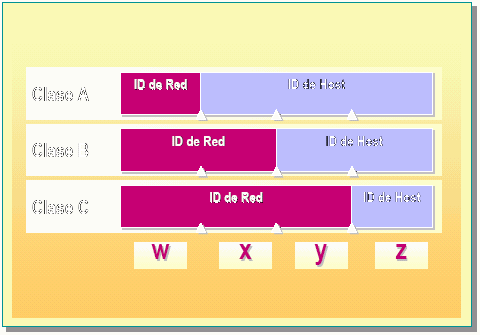 Clase A
ID de Red
ID de Host
Clase B
ID de Red
ID de Host
Clase C
ID de Red
ID de Host
w
x
y
z